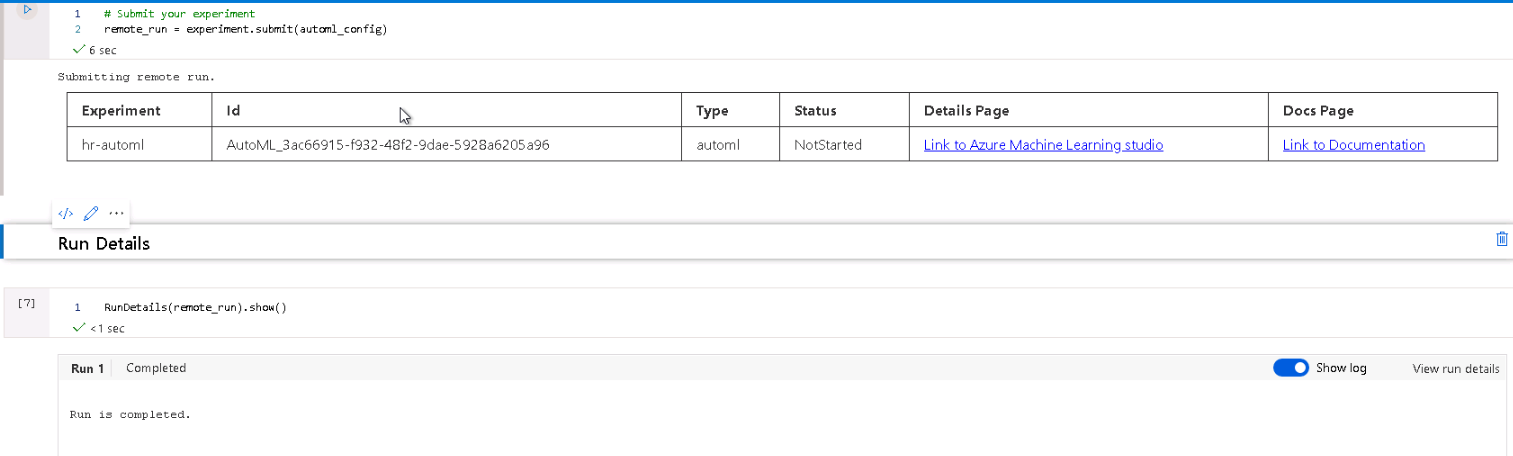 1 # Submit your experiment
2 remote_run = experiment.submit(automl_config)
6 sec
Submitting remote run.
Experiment Id Type Status Details Page Docs Page
hr-automl AutoML_3ac66915-f932-48f2-9dae-5928a6205a96 automl NotStarted Link to Azure Machine Learning studio Link to Documentation
</> ...
Run Details
[7] 1 RunDetails(remote_run).show()
<1 sec
Run 1 Completed Show log View run details
Run is completed.